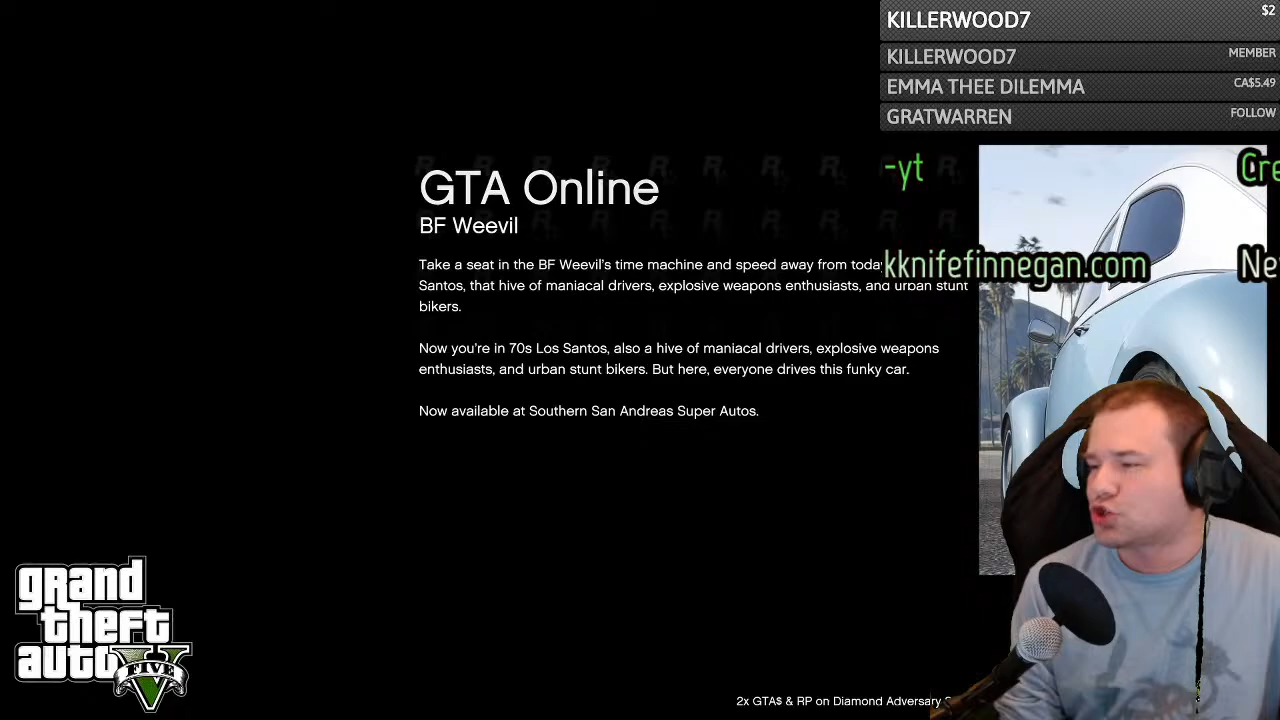 KILLERWOOD7 $2
KILLERWOOD7 MEMBER
EMMA THEE DILEMMA CA$5.49
GRATWARREN FOLLOW
-yt
Cre
GTA Online
BF Weevil
Take a seat in the BF Weevil's time machine and speed away from today
kknifefinnegan.com
Ne
Santos, that hive of maniacal drivers, explosive weapons enthusiasts, and urban stunt
bikers.
Now you're in 70s Los Santos, also a hive of maniacal drivers, explosive weapons
enthusiasts, and urban stunt bikers. But here, everyone drives this funky car.
Now available at Southern San Andreas Super Autos.
grand
theft
auto
FIVE
2x GTA$ & RP on Diamond Adversary